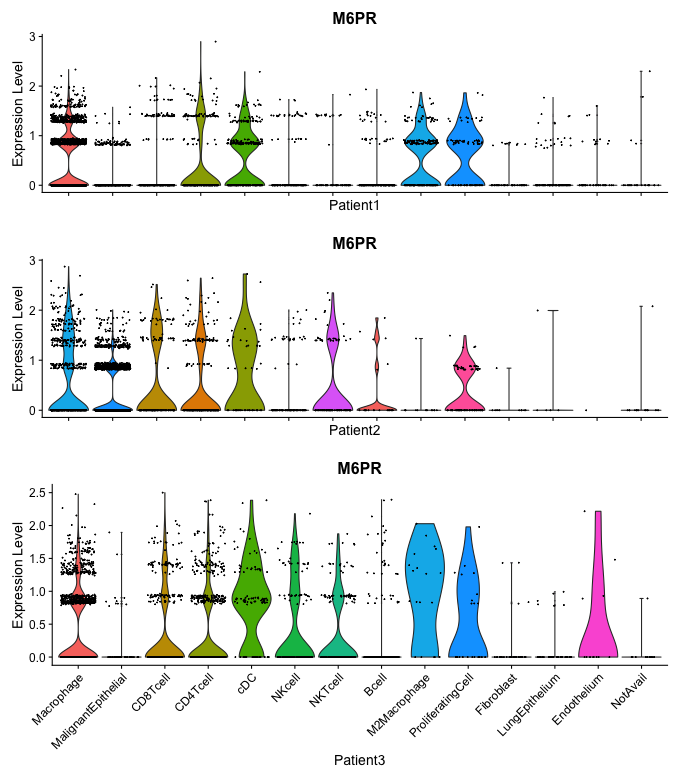 M6PR
Expression Level
3
2
1
0
Patient1
M6PR
Expression Level
3
2
1
0
Patient2
M6PR
Expression Level
2.5
2.0
1.5
1.0
0.5
0.0
Macrophage
MalignantEpithelial
CD8Tcell
CD4Tcell
cDC
NKcell
NKTcell
Bcell
M2Macrophage
ProliferatingCell
Fibroblast
LungEpithelium
Endothelium
NotAvail
Patient3